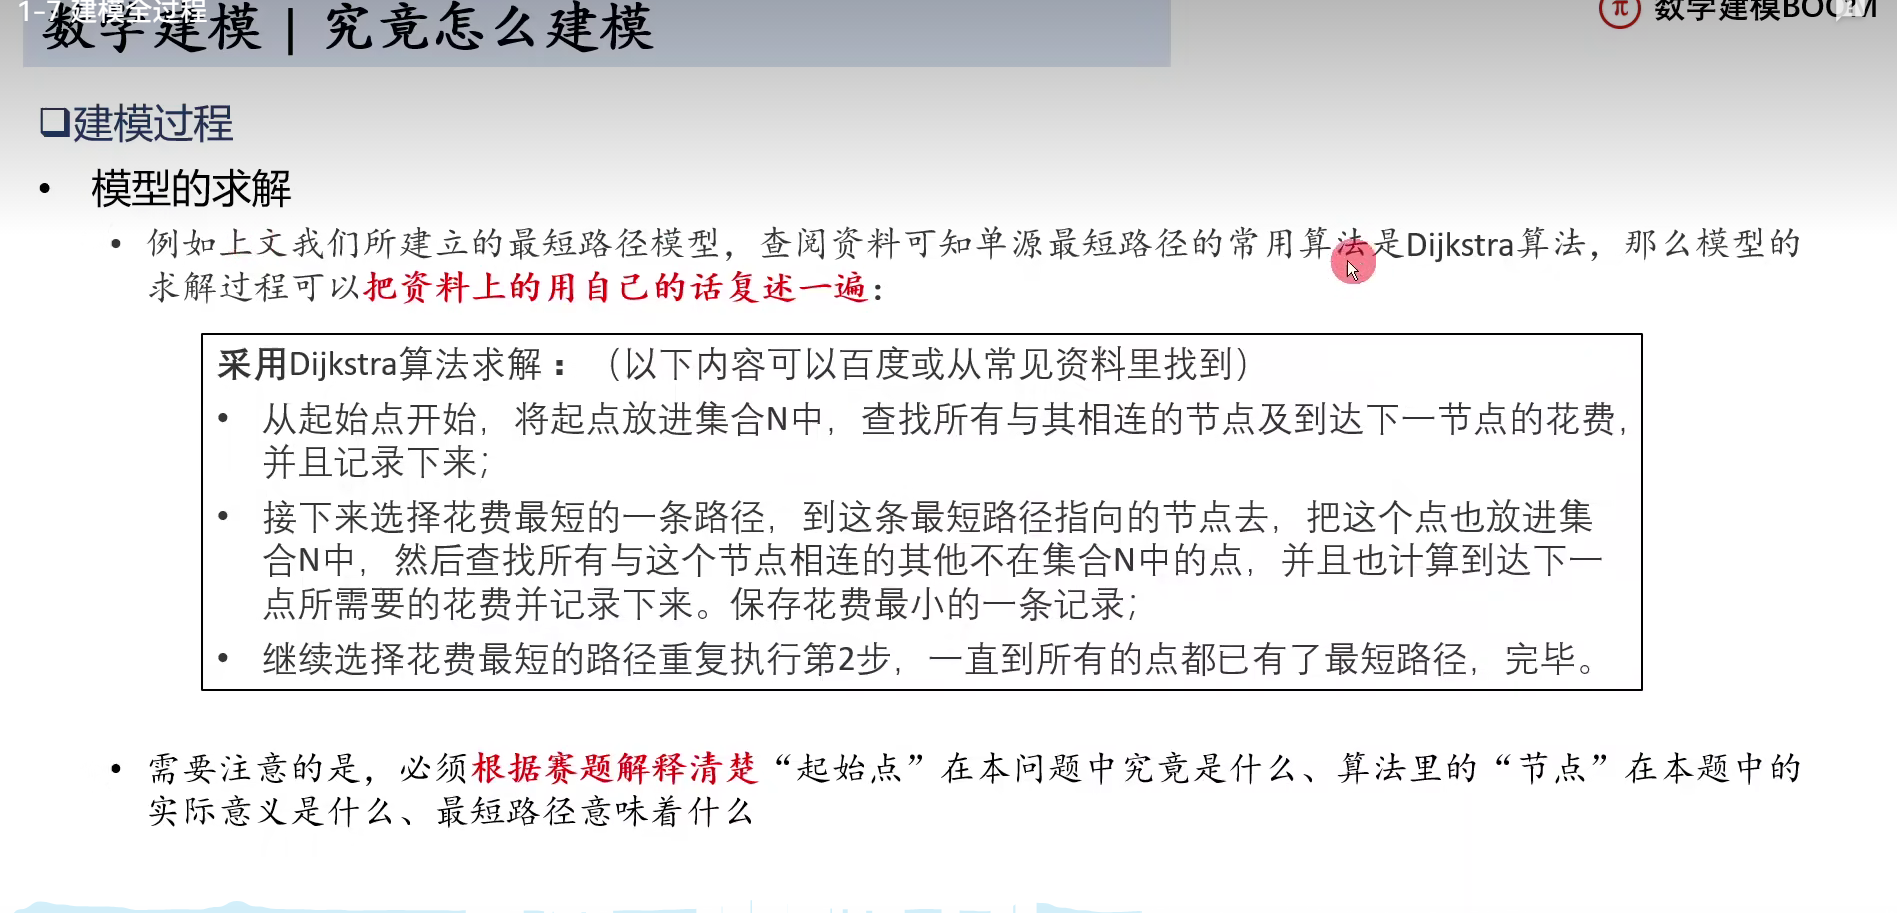 1-7 建模全过程
数学建模 | 究竟怎么建模
数学建模BOOM
建模过程
• 模型的求解
• 例如上文我们所建立的最短路径模型，查阅资料可知单源最短路径的常用算法是Dijkstra算法，那么模型的
求解过程可以把资料上的用自己的话复述一遍：
采用Dijkstra算法求解：（以下内容可以百度或从常见资料里找到）
• 从起始点开始，将起点放进集合N中，查找所有与其相连的节点及到达下一节点的花费，
并且记录下来；
• 接下来选择花费最短的一条路径，到这条最短路径指向的节点去，把这个点也放进集
合N中，然后查找所有与这个节点相连的其他不在集合N中的点，并且也计算到达下一
点所需要的花费并记录下来。保存花费最小的一条记录；
• 继续选择花费最短的路径重复执行第2步，一直到所有的点都已有了最短路径，完毕。
• 需要注意的是，必须根据赛题解释清楚“起始点”在本问题中究竟是什么、算法里的“节点”在本题中的
实际意义是什么、最短路径意味着什么